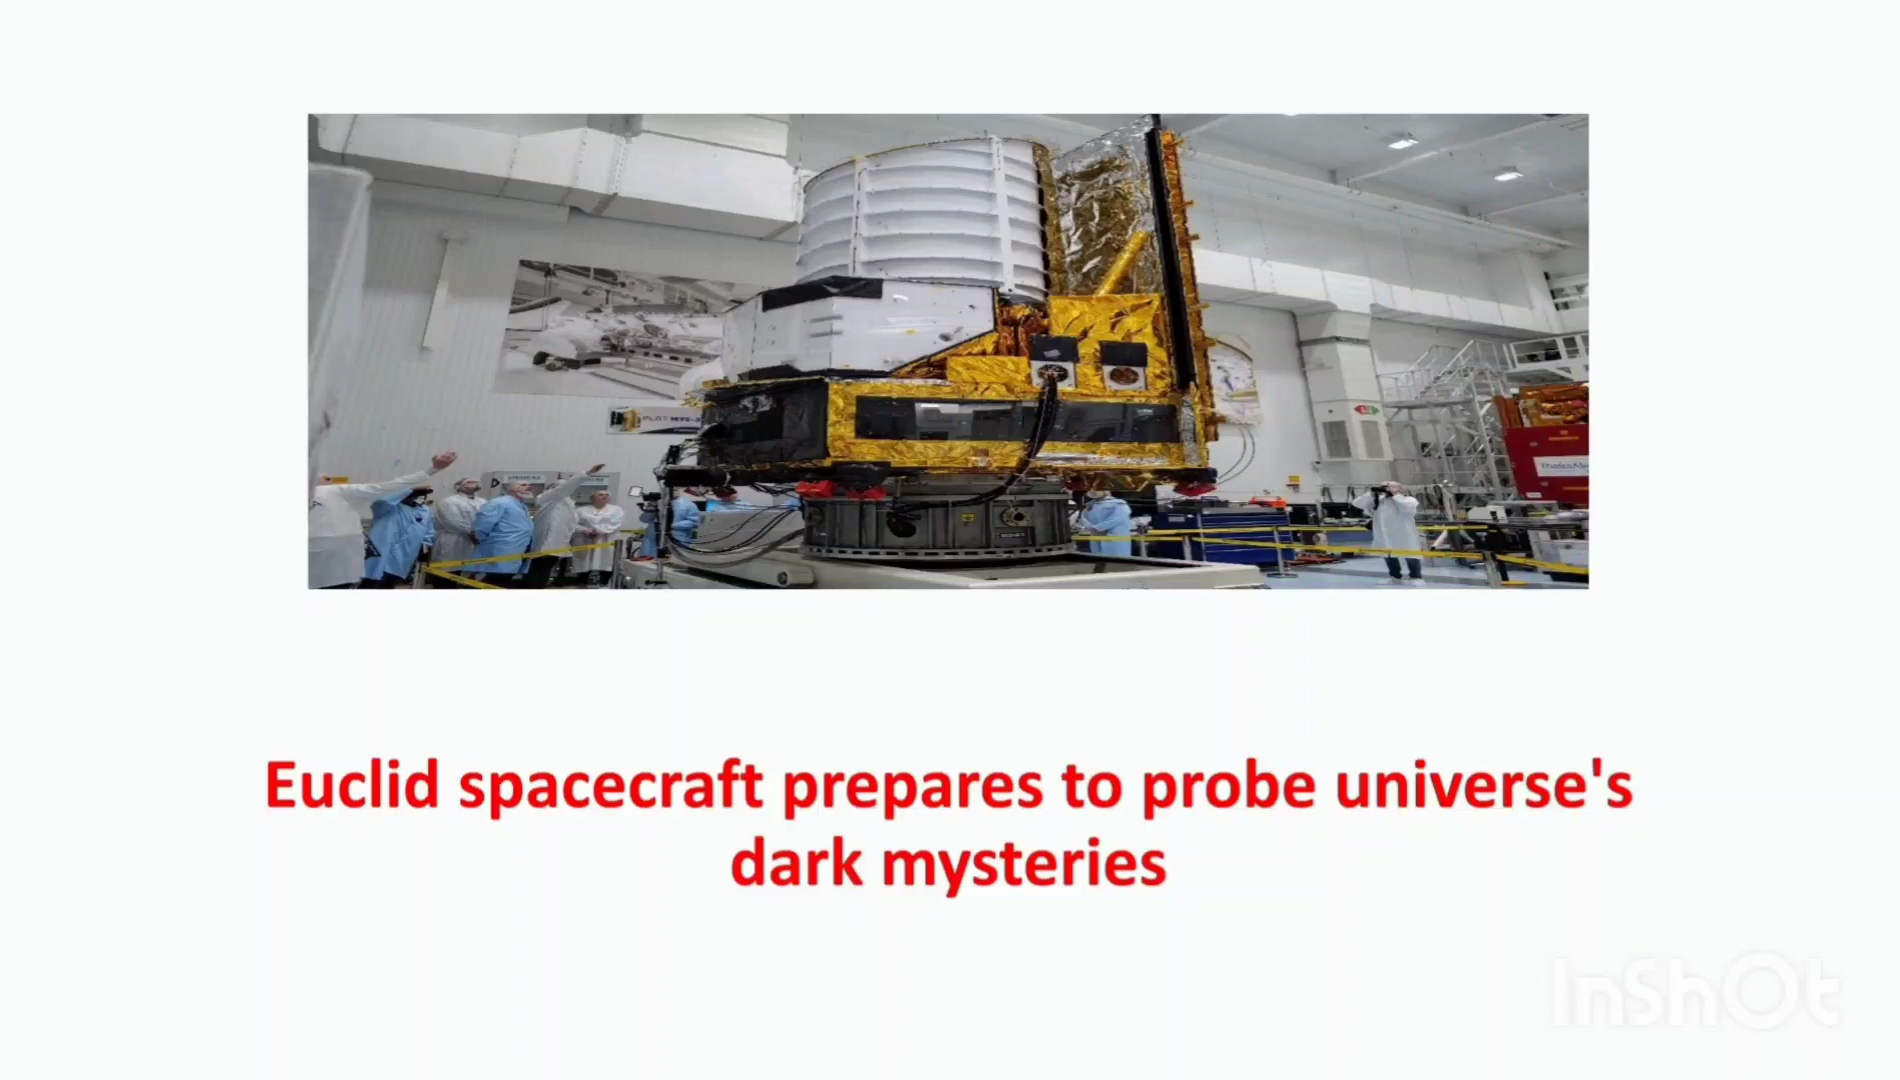 Euclid spacecraft prepares to probe universe's
dark mysteries
InShOt